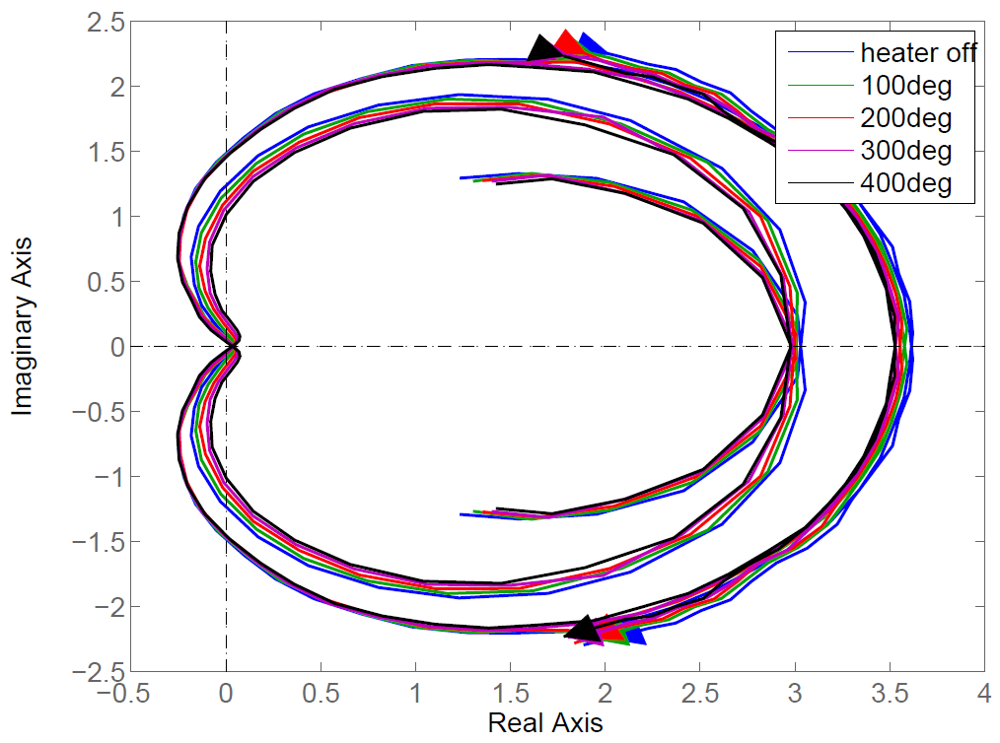 2.5
2
1.5
1
0.5
0
−0.5
−1
−1.5
−2
−2.5
Imaginary Axis
heater off
100deg
200deg
300deg
400deg
−0.5 0 0.5 1 1.5 2 2.5 3 3.5 4
Real Axis